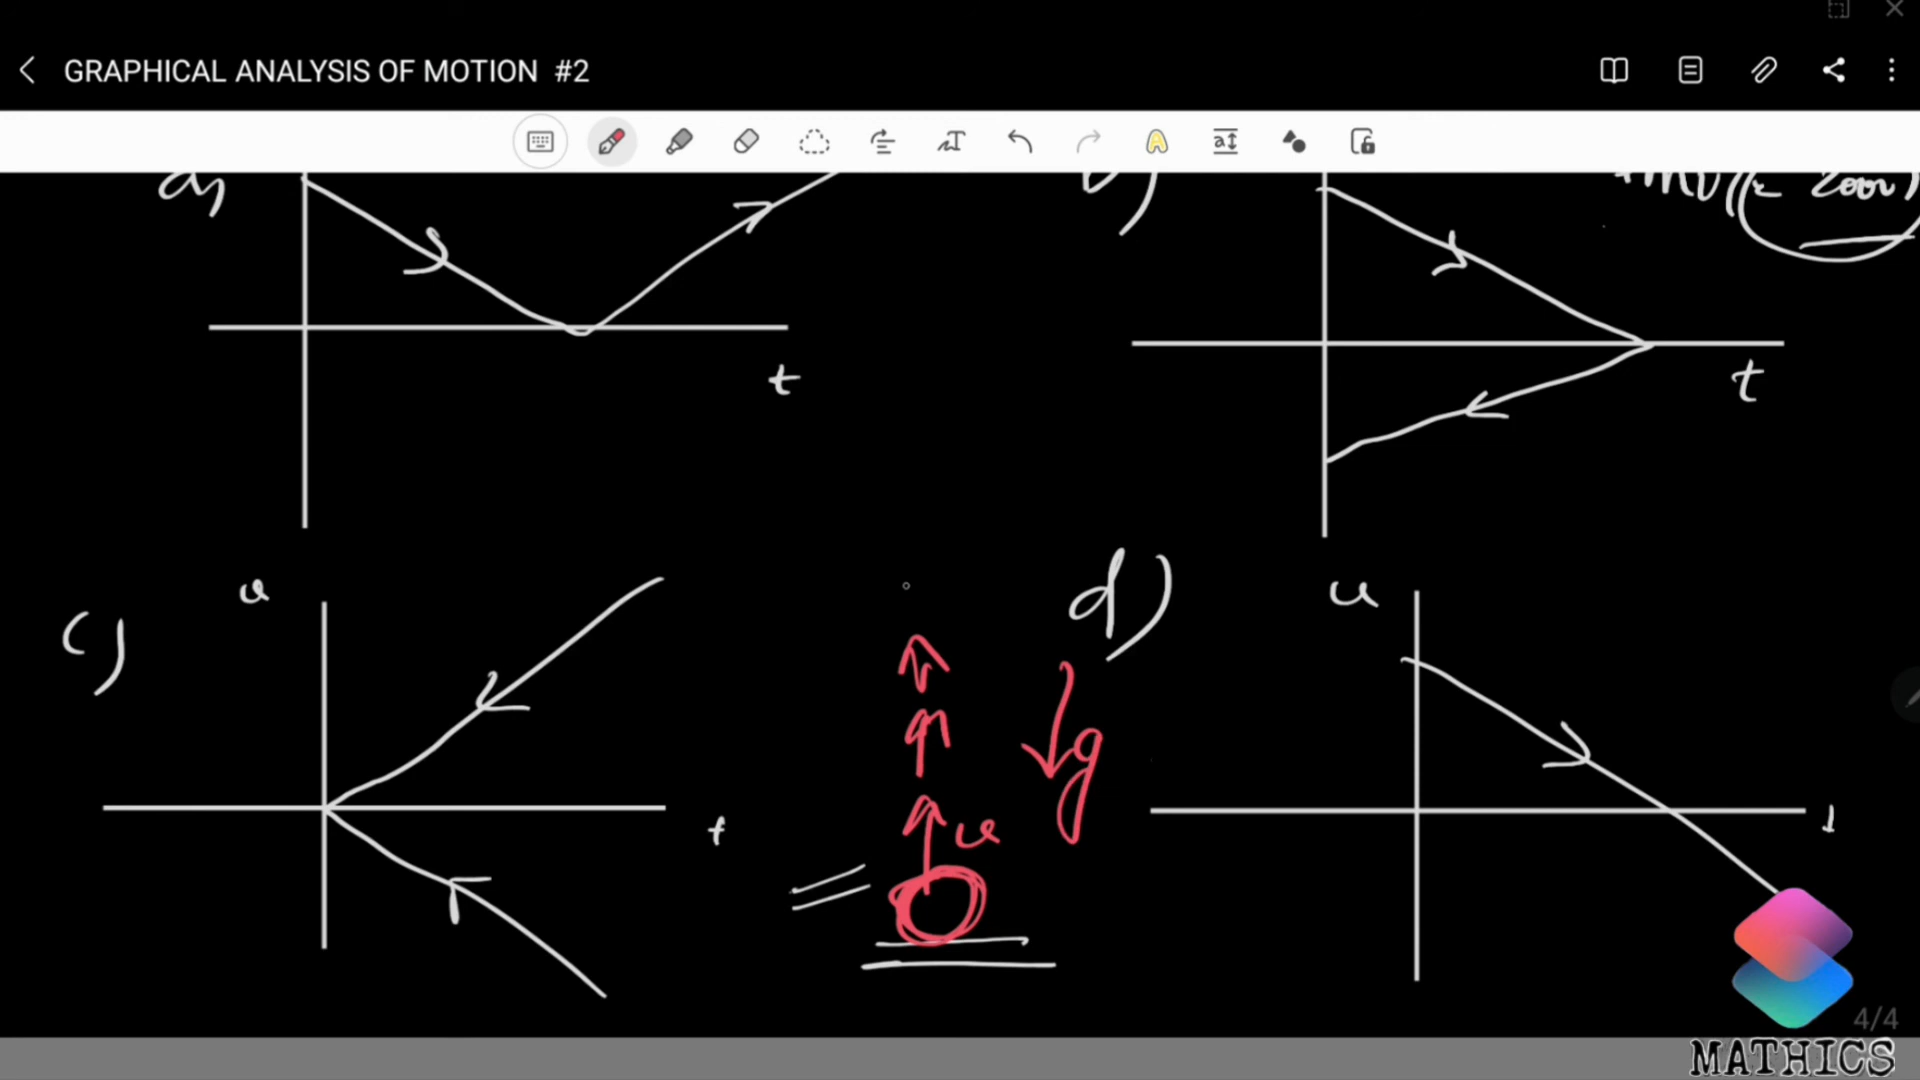 GRAPHICAL ANALYSIS OF MOTION #2
a)
t
b)
t
c)
u
t
u
g
d)
u
t
4/4
MATHICS